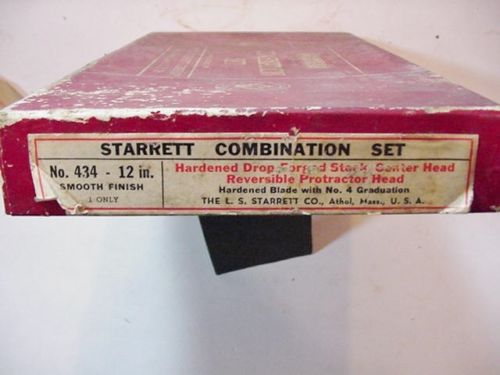 STARRETT COMBINATION SET
No. 434 - 12 in.
SMOOTH FINISH
1 ONLY
Hardened Drop Forged Stock, Center Head
Reversible Protractor Head
Hardened Blade with No. 4 Graduation
THE L. S. STARRETT CO., Athol, Mass., U. S. A.